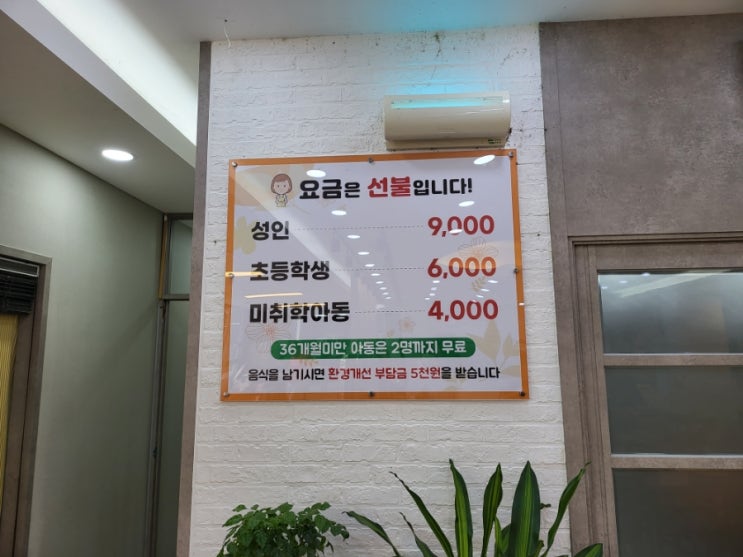 요금은 선불입니다!
성인 9,000
초등학생 6,000
미취학아동 4,000
36개월미만 아동은 2명까지 무료
음식을 남기시면 환경개선 부담금 5천원을 받습니다